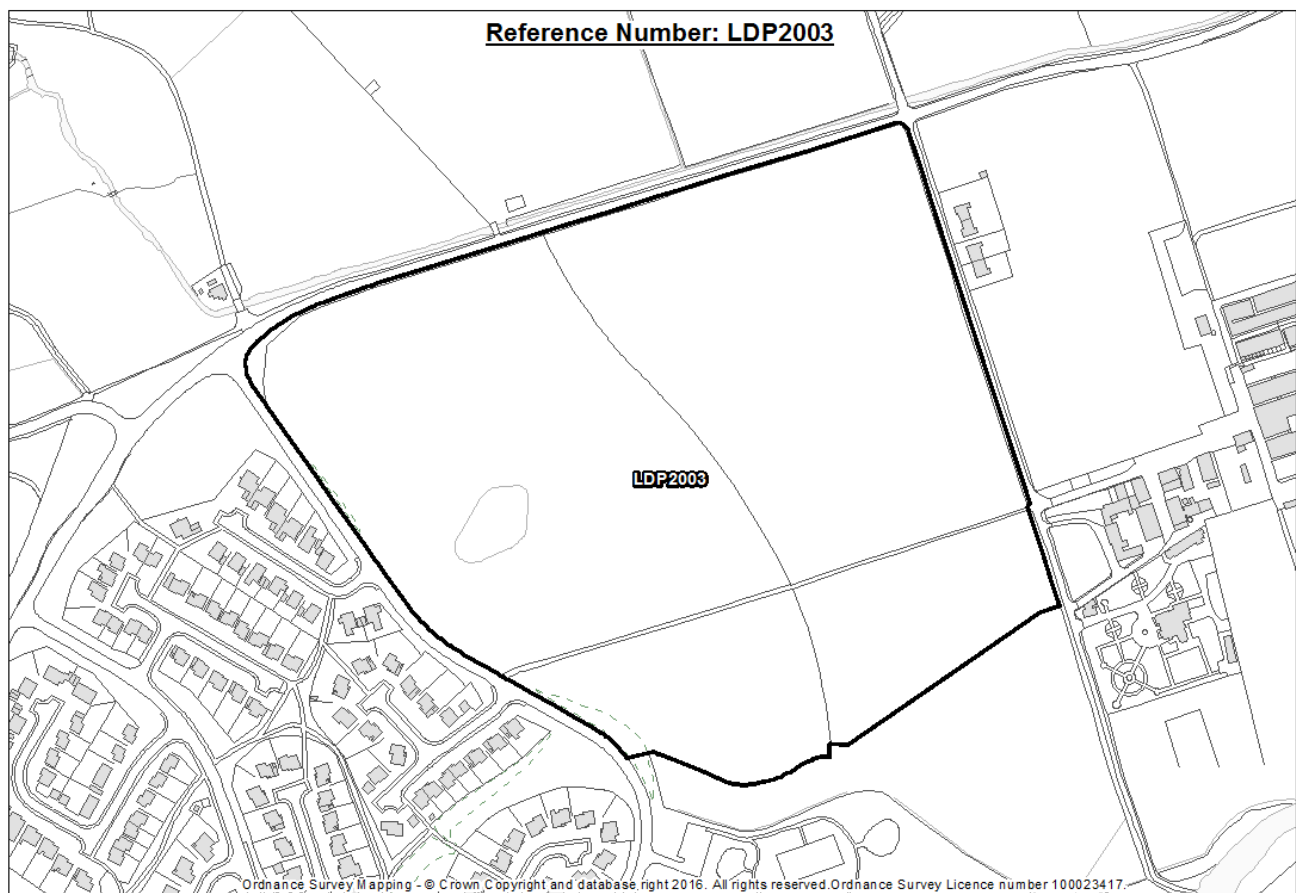 Reference Number: LDP2003
LDP2003
Ordnance Survey Mapping - © Crown Copyright and database right 2016. All rights reserved.Ordnance Survey Licence number 100023417.